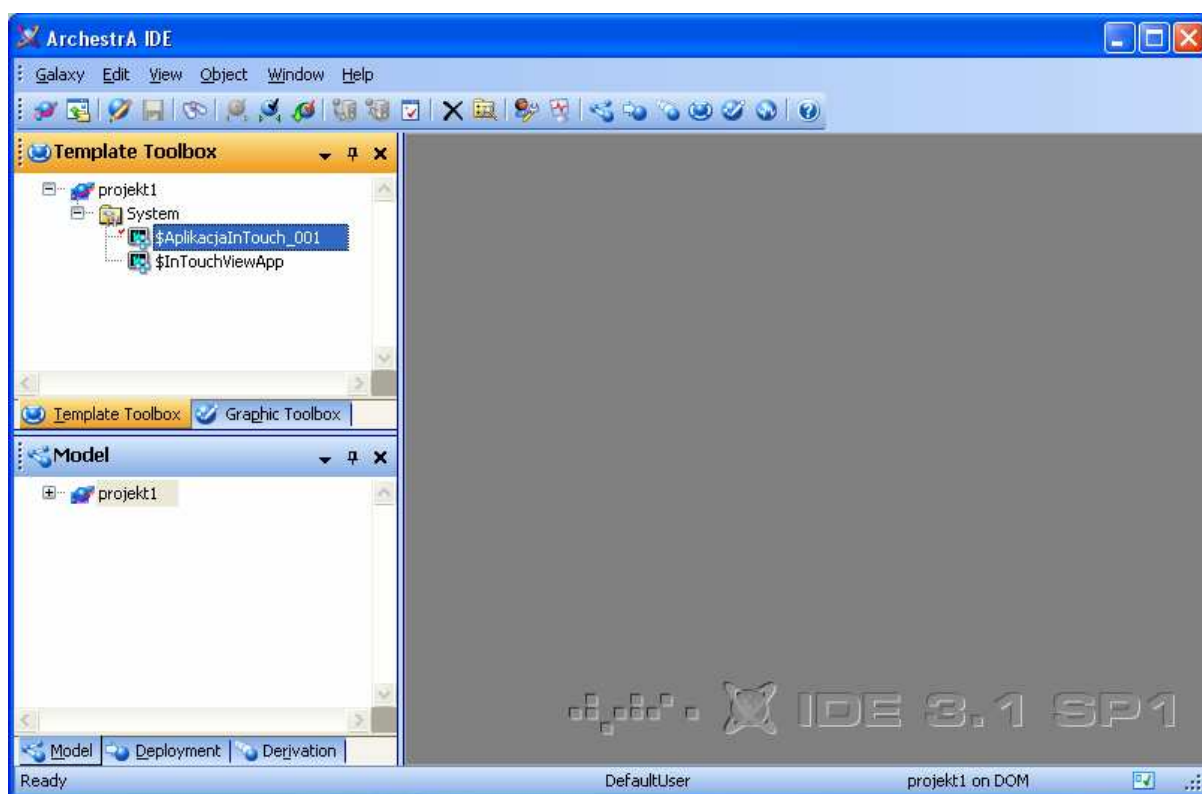 ArchestrA IDE
Galaxy Edit View Object Window Help
Template Toolbox
projekt1
System
$AplikacjaInTouch_001
$InTouchViewApp
Template Toolbox Graphic Toolbox
Model
projekt1
IDE 3.1 SP1
Model Deployment Derivation
Ready DefaultUser projekt1 on DOM